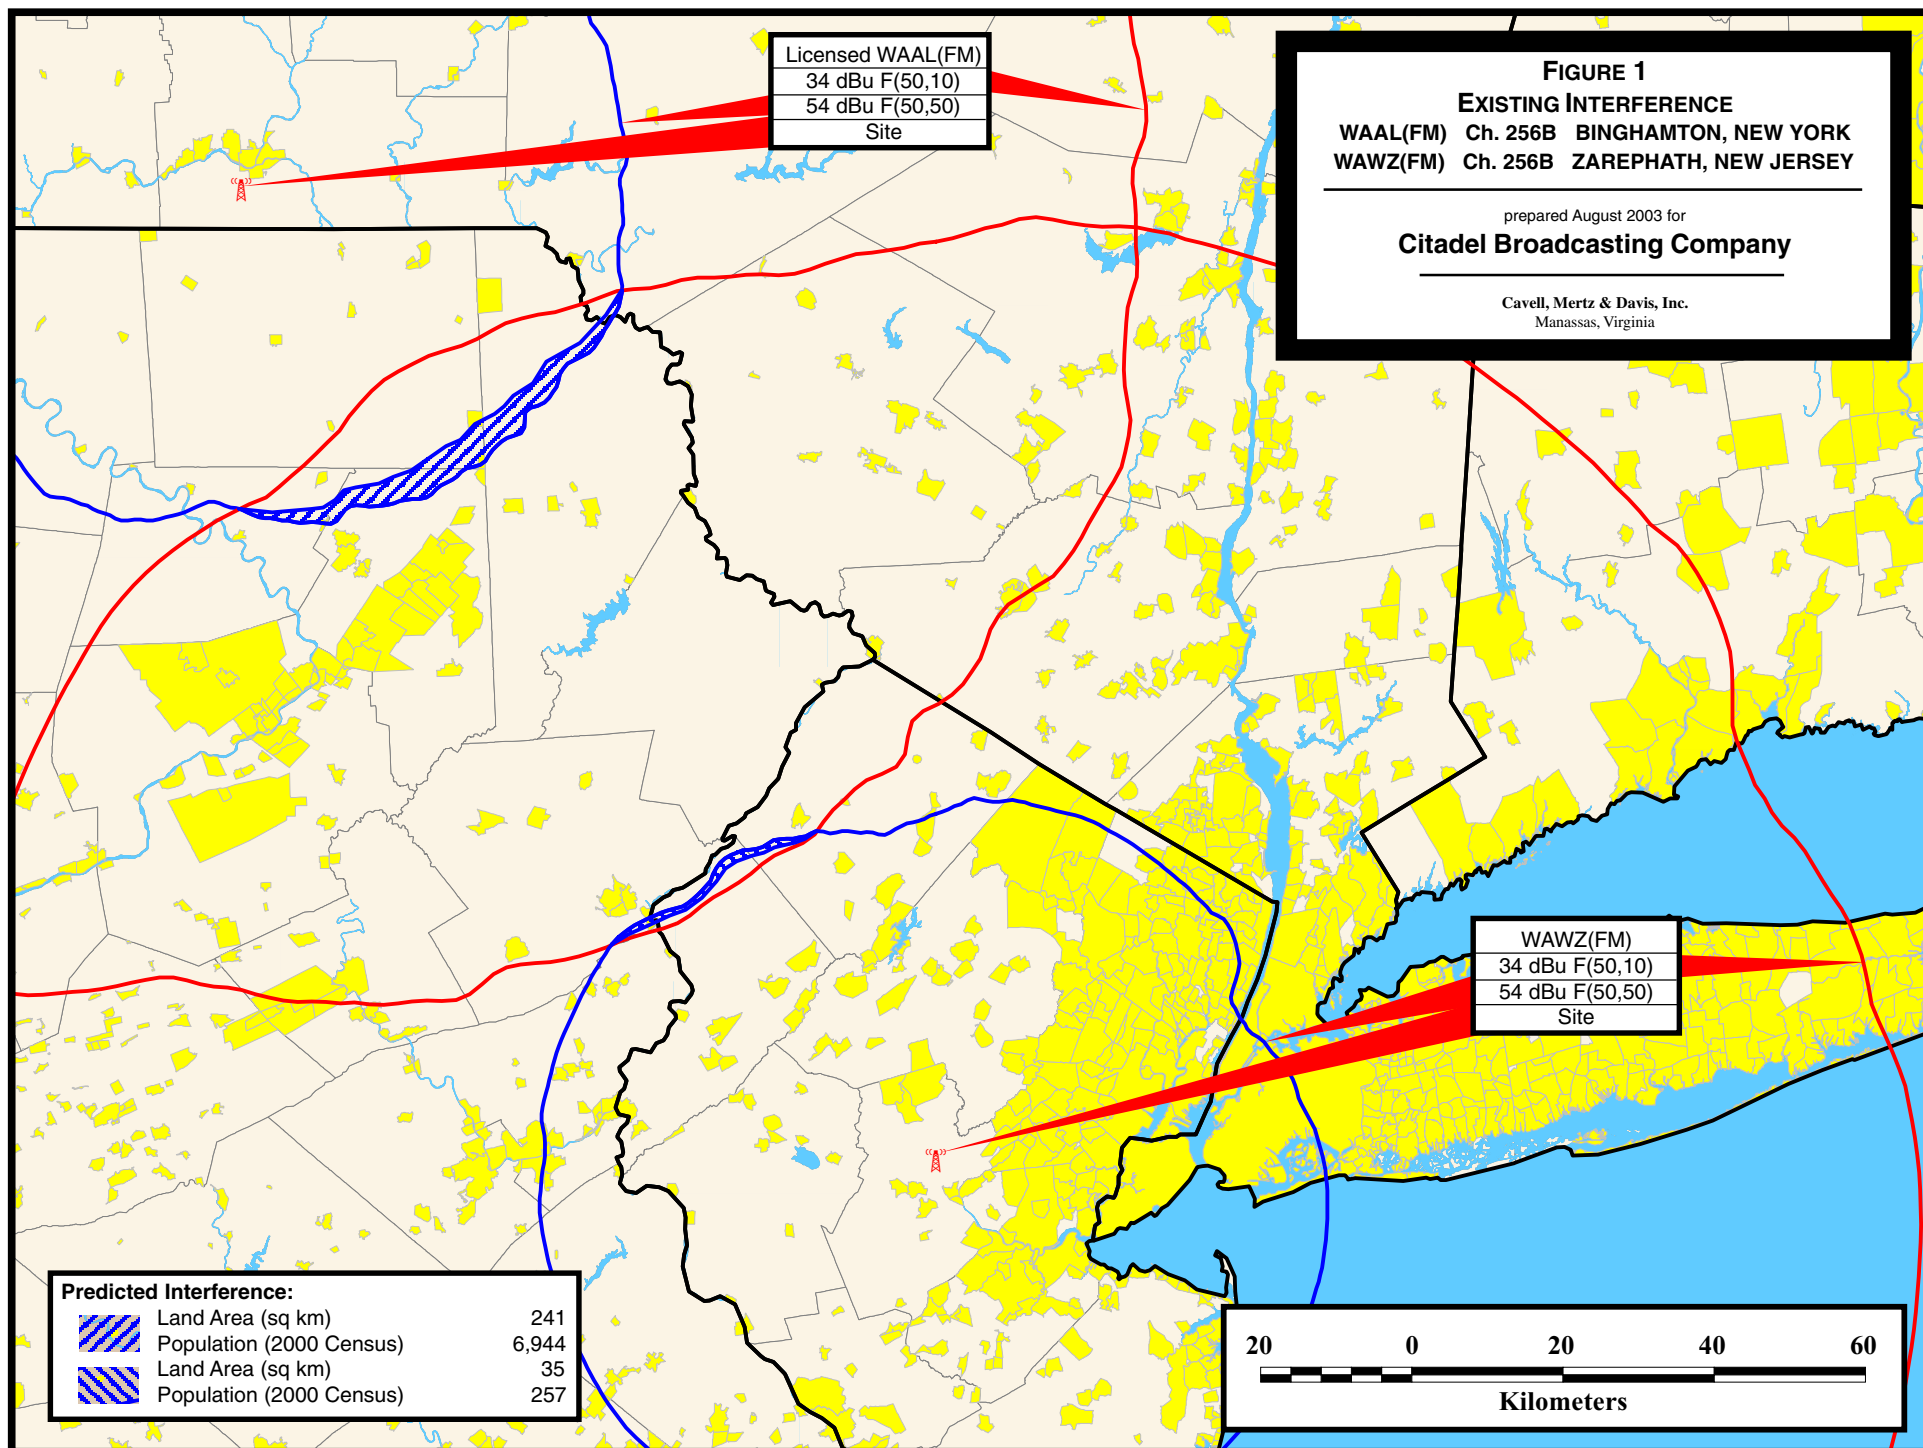 Licensed WAAL(FM)
34 dBu F(50,10)
54 dBu F(50,50)
Site
FIGURE 1
EXISTING INTERFERENCE
WAAL(FM) Ch. 256B BINGHAMTON, NEW YORK
WAWZ(FM) Ch. 256B ZAREPHATH, NEW JERSEY
prepared August 2003 for
Citadel Broadcasting Company
Cavell, Mertz & Davis, Inc.
Manassas, Virginia
WAWZ(FM)
34 dBu F(50,10)
54 dBu F(50,50)
Site
Predicted Interference:
Land Area (sq km) 241
Population (2000 Census) 6,944
Land Area (sq km) 35
Population (2000 Census) 257
20 0 20 40 60
Kilometers